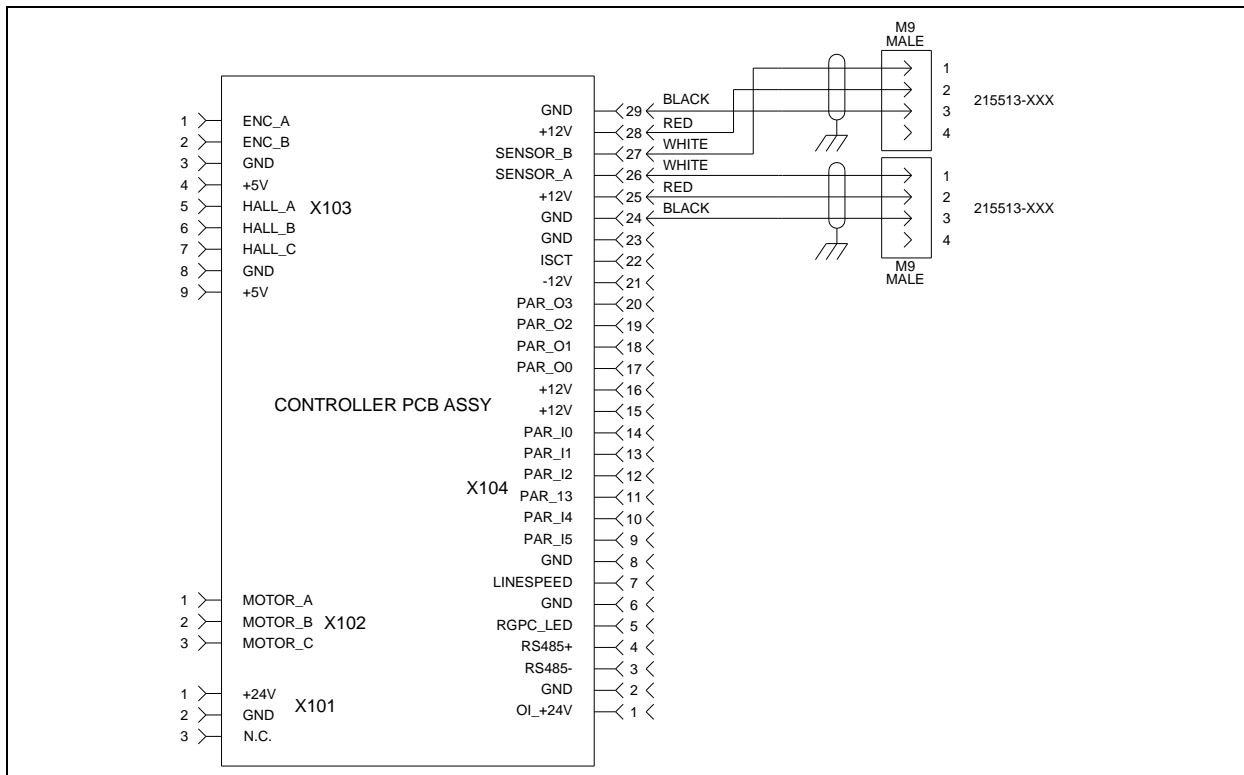 M9
MALE
1
2
3
4
215513-XXX
1
2
3
4
215513-XXX
M9
MALE
GND 29 BLACK
+12V 28 RED
SENSOR_B 27 WHITE
SENSOR_A 26 WHITE
+12V 25 RED
GND 24 BLACK
GND 23
ISCT 22
-12V 21
PAR_O3 20
PAR_O2 19
PAR_O1 18
PAR_O0 17
+12V 16
+12V 15
PAR_I0 14
PAR_I1 13
PAR_I2 12
PAR_13 11
PAR_I4 10
PAR_I5 9
GND 8
LINESPEED 7
GND 6
RGPC_LED 5
RS485+ 4
RS485- 3
GND 2
OI_+24V 1
X104
CONTROLLER PCB ASSY
1 ENC_A
2 ENC_B
3 GND
4 +5V
5 HALL_A
6 HALL_B
7 HALL_C
8 GND
9 +5V
X103
1 MOTOR_A
2 MOTOR_B
3 MOTOR_C
X102
1 +24V
2 GND
3 N.C.
X101